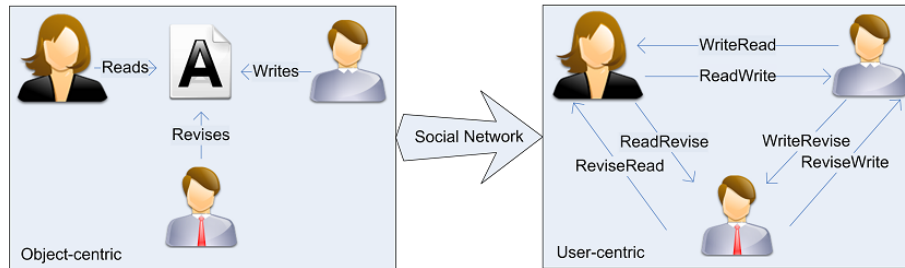 Reads
A
Writes
Revises
Object-centric
Social Network
WriteRead
ReadWrite
ReadRevise
WriteRevise
ReviseRead
ReviseWrite
User-centric